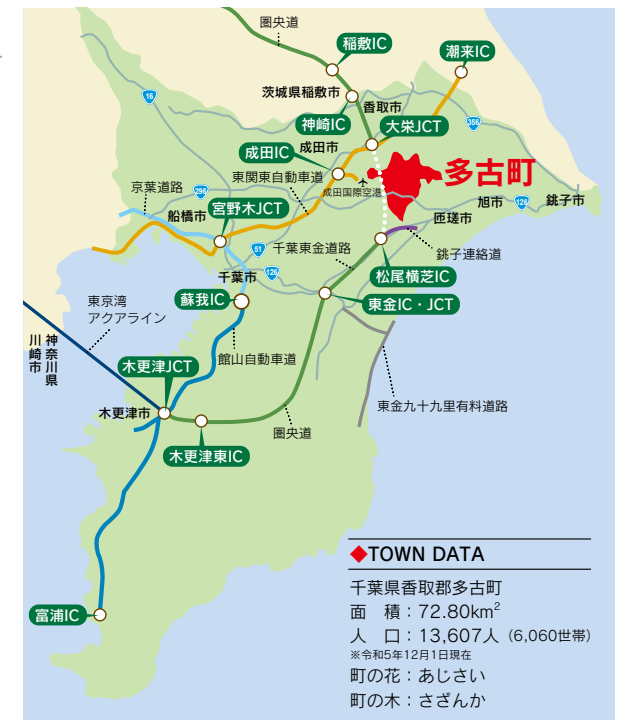 圏央道
稲敷IC
潮来IC
茨城県稲敷市
16
香取市
神崎IC
大栄JCT
356
成田市
成田IC
多古町
東関東自動車道
成田国際空港
京葉道路
296
船橋市
宮野木JCT
旭市
126
銚子市
匝瑳市
51
千葉東金道路
銚子連絡道
千葉市
126
松尾横芝IC
蘇我IC
東金IC・JCT
東京湾
アクアライン
神奈川県
川崎市
館山自動車道
木更津JCT
木更津市
東金九十九里有料道路
圏央道
木更津東IC
富浦IC
◆TOWN DATA
千葉県香取郡多古町
面　積：72.80km²
人　口：13,607人（6,060世帯）
※令和5年12月1日現在
町の花：あじさい
町の木：さざんか